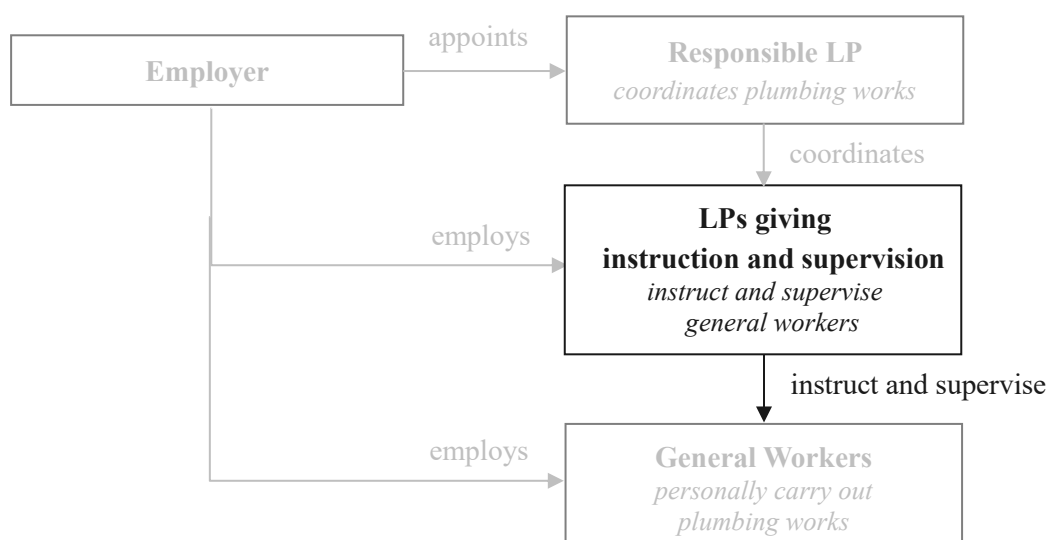 appoints
Employer
Responsible LP
coordinates plumbing works
coordinates
employs
LPs giving
instruction and supervision
instruct and supervise
general workers
instruct and supervise
employs
General Workers
personally carry out
plumbing works